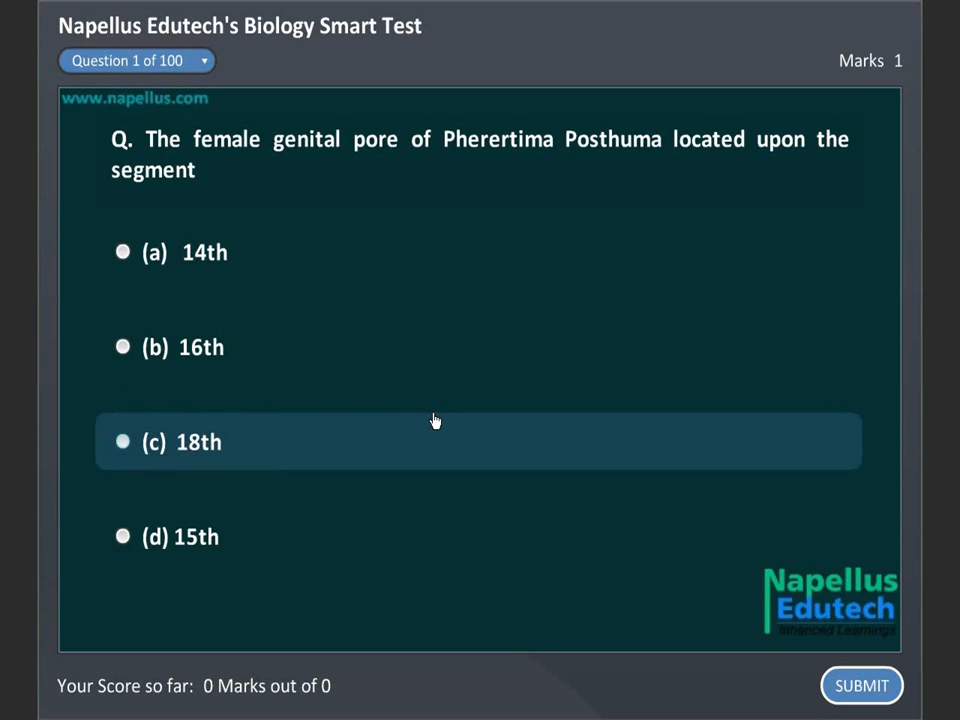 Napellus Edutech's Biology Smart Test
Question 1 of 100
Marks 1
www.napellus.com
Q. The female genital pore of Pherertima Posthuma located upon the
segment
(a) 14th
(b) 16th
(c) 18th
(d) 15th
Napellus
Edutech
Enhanced Learnings
Your Score so far: 0 Marks out of 0
SUBMIT